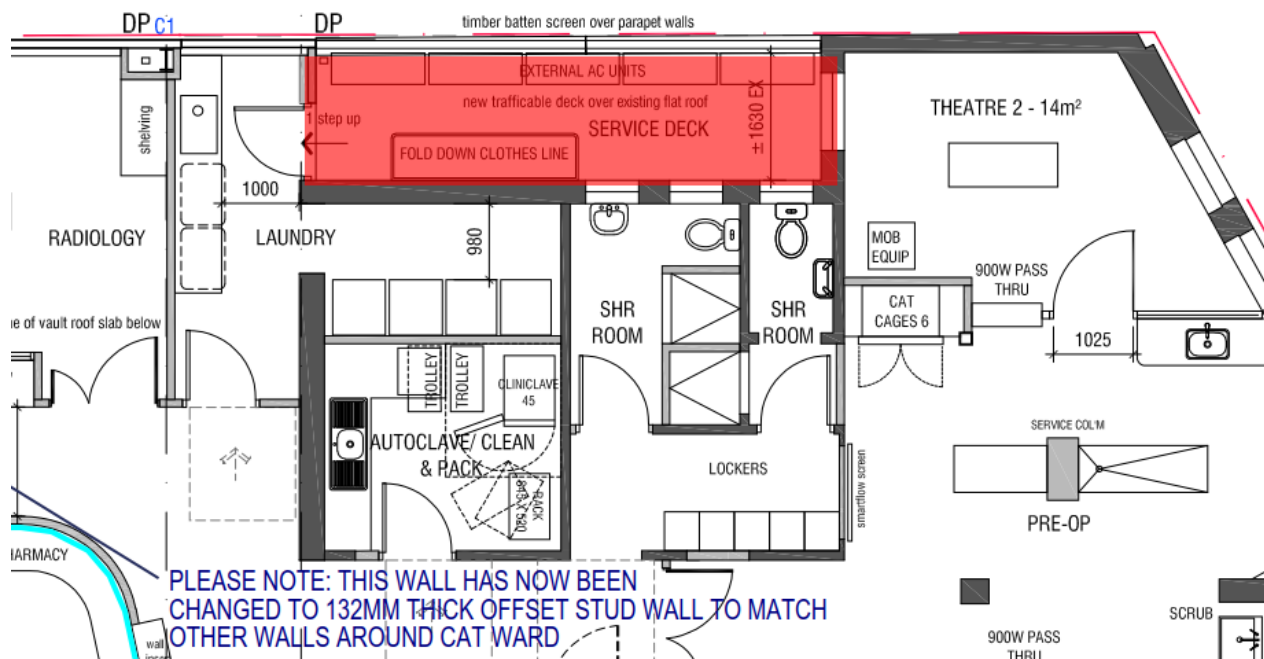 DP C1
DP
timber batten screen over parapet walls
EXTERNAL AC UNITS
new trafficable deck over existing flat roof
1 step up
SERVICE DECK
±1630 EX
FOLD DOWN CLOTHES LINE
THEATRE 2 - 14m²
shelving
1000
RADIOLOGY
LAUNDRY
980
MOB
EQUIP
900W PASS
THRU
CAT
CAGES 6
SHR
ROOM
SHR
ROOM
1025
of vault roof slab below
TROLLEY
TROLLEY
CLINICLAVE
45
AUTOCLAVE/ CLEAN
& PACK
RACK
845 X 520
LOCKERS
smartflow screen
SERVICE COL'M
PRE-OP
HARMACY
PLEASE NOTE: THIS WALL HAS NOW BEEN
CHANGED TO 132MM THICK OFFSET STUD WALL TO MATCH
OTHER WALLS AROUND CAT WARD
wall
SCRUB
900W PASS
THRU